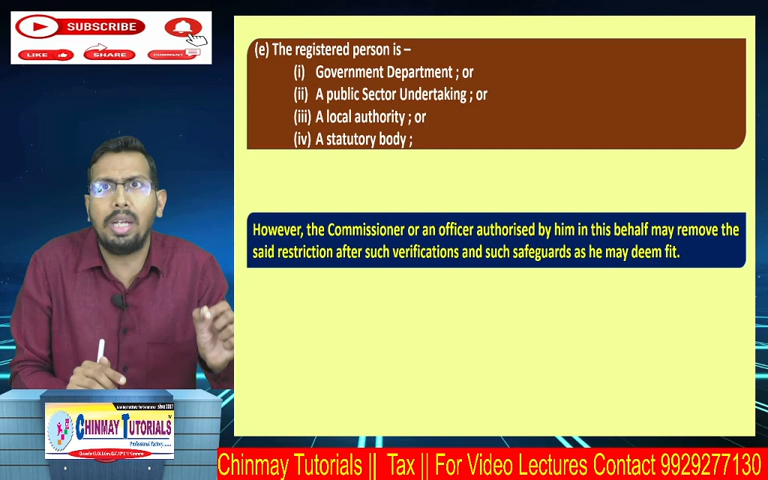 SUBSCRIBE
LIKE
SHARE
(e) The registered person is –
(i) Government Department ; or
(ii) A public Sector Undertaking ; or
(iii) A local authority ; or
(iv) A statutory body ;
However, the Commissioner or an officer authorised by him in this behalf may remove the
said restriction after such verifications and such safeguards as he may deem fit.
CHINMAY TUTORIALS
Chinmay Tutorials || Tax || For Video Lectures Contact 9929277130